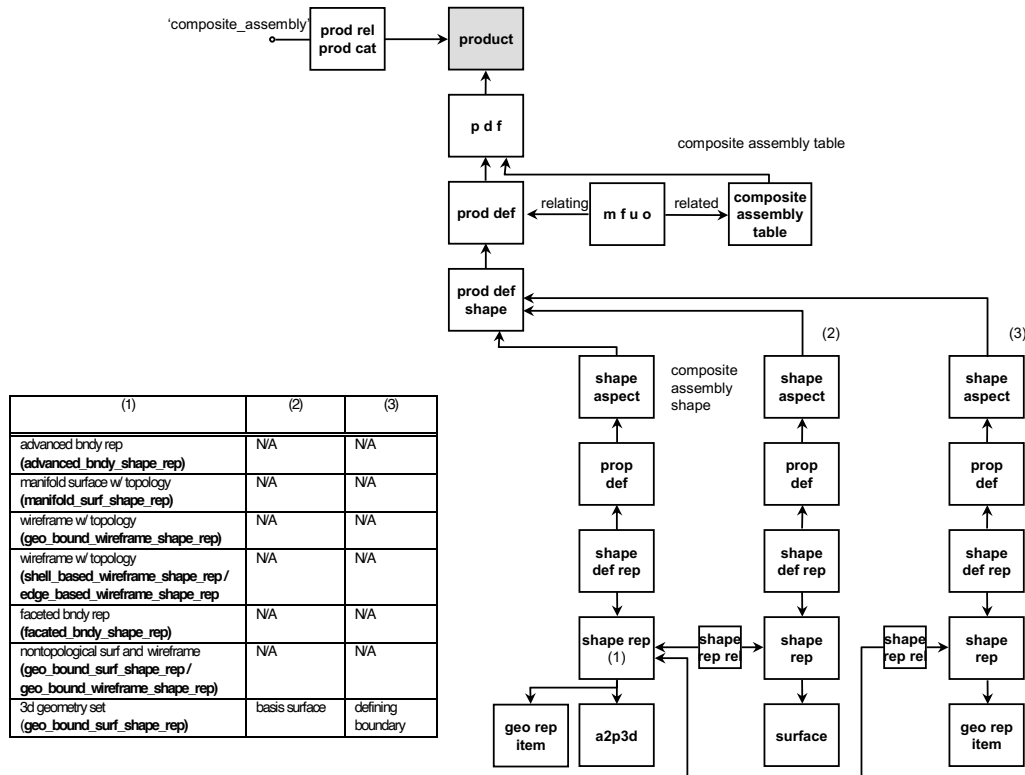 'composite_assembly'
prod rel
prod cat
product
p d f
composite assembly table
prod def
relating
m f u o
related
composite
assembly
table
prod def
shape
(2)
(3)
shape
aspect
composite
assembly
shape
shape
aspect
shape
aspect
prop
def
prop
def
prop
def
shape
def rep
shape
def rep
shape
def rep
shape rep
(1)
shape
rep rel
shape
rep
shape
rep rel
shape
rep
geo rep
item
a2p3d
surface
geo rep
item
(1) (2) (3)
advanced bndy rep N/A N/A
(advanced_bndy_shape_rep)
manifold surface w/ topology N/A N/A
(manifold_surf_shape_rep)
wireframe w/ topology N/A N/A
(geo_bound_wireframe_shape_rep)
wireframe w/ topology N/A N/A
(shell_based_wireframe_shape_rep /
edge_based_wireframe_shape_rep
faceted bndy rep N/A N/A
(facated_bndy_shape_rep)
nontopological surf and wireframe N/A N/A
(geo_bound_surf_shape_rep /
geo_bound_wireframe_shape_rep)
3d geometry set basis surface defining
(geo_bound_surf_shape_rep) boundary